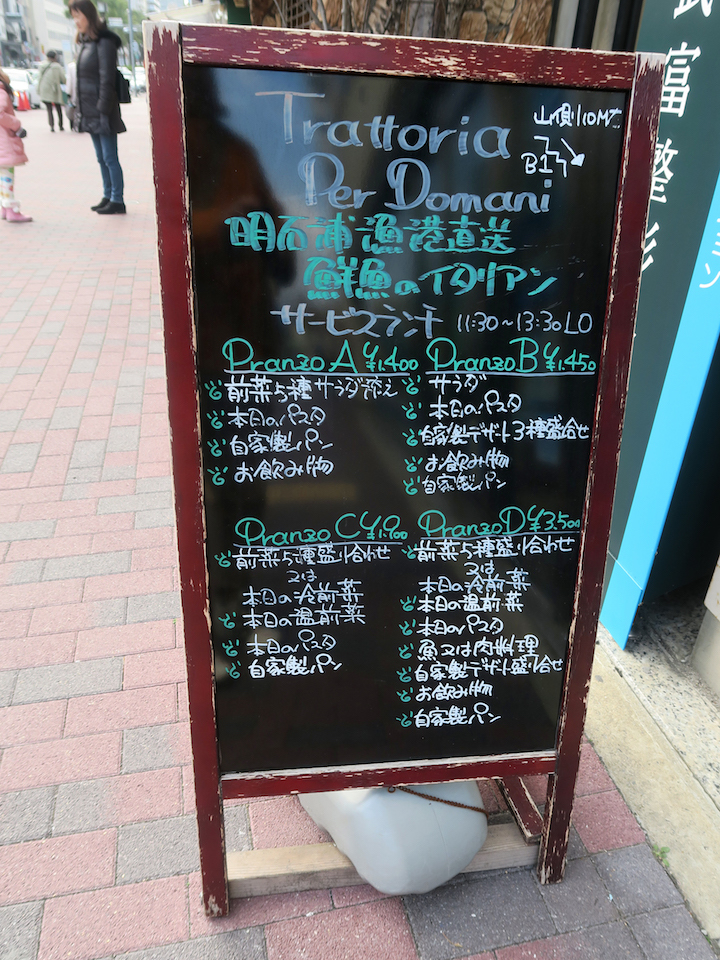 Trattoria
Per Domani
山側110M
B1
明石浦漁港直送
鮮魚のイタリアン
サービスランチ 11:30~13:30LO
Pranzo A ¥1.400
前菜5種サラダ添え
本日のパスタ
自家製パン
お飲み物
Pranzo B ¥1.450
サラダ
本日のパスタ
自家製デザート3種盛合せ
お飲み物
自家製パン
Pranzo C
前菜5種盛り合わせ
又は
本日の冷前菜
本日の温前菜
本日のパスタ
自家製パン
Pranzo D ¥3.500
前菜5種盛り合わせ
又は
本日の冷前菜
本日の温前菜
本日のパスタ
魚又は肉料理
自家製デザート盛り合せ
お飲み物
自家製パン
富整形